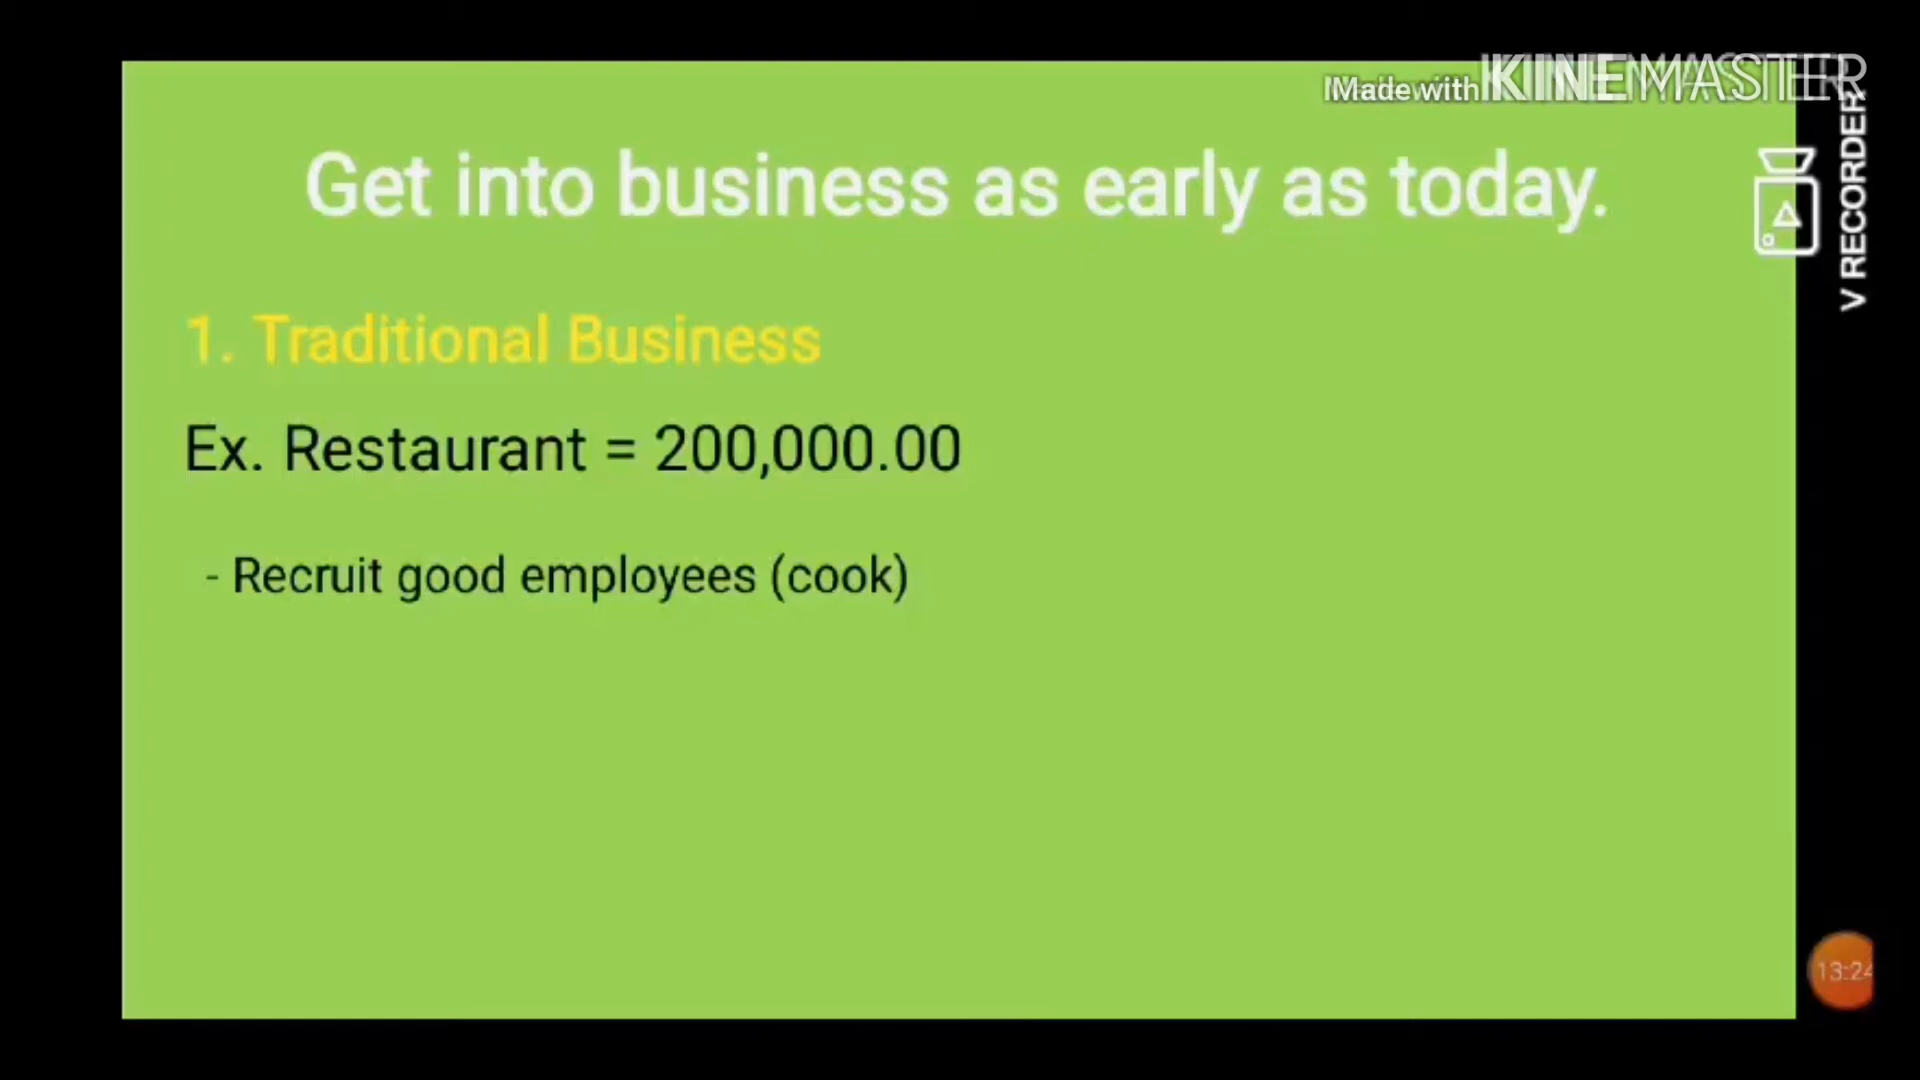 Made with KINEMASTER
V RECORDER
Get into business as early as today.
1. Traditional Business
Ex. Restaurant = 200,000.00
- Recruit good employees (cook)
13:24